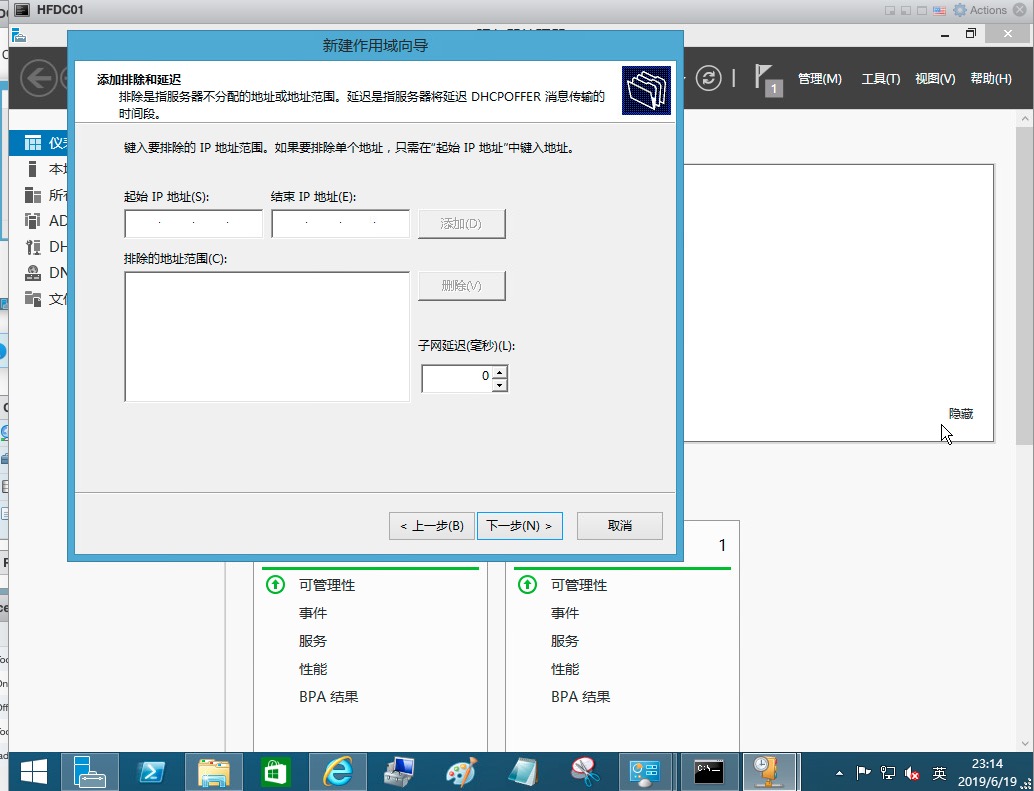 HFDC01
Actions
新建作用域向导
添加排除和延迟
排除是指服务器不分配的地址或地址范围。延迟是指服务器将延迟 DHCPOFFER 消息传输的
时间段。
1
管理(M)
工具(T)
视图(V)
帮助(H)
键入要排除的 IP 地址范围。如果要排除单个地址，只需在“起始 IP 地址”中键入地址。
起始 IP 地址(S):
结束 IP 地址(E):
添加(D)
排除的地址范围(C):
删除(V)
子网延迟(毫秒)(L):
0
< 上一步(B)
下一步(N) >
取消
仪
本
所
AD
DH
DN
文
隐藏
1
可管理性
事件
服务
性能
BPA 结果
可管理性
事件
服务
性能
BPA 结果
英
23:14
2019/6/19